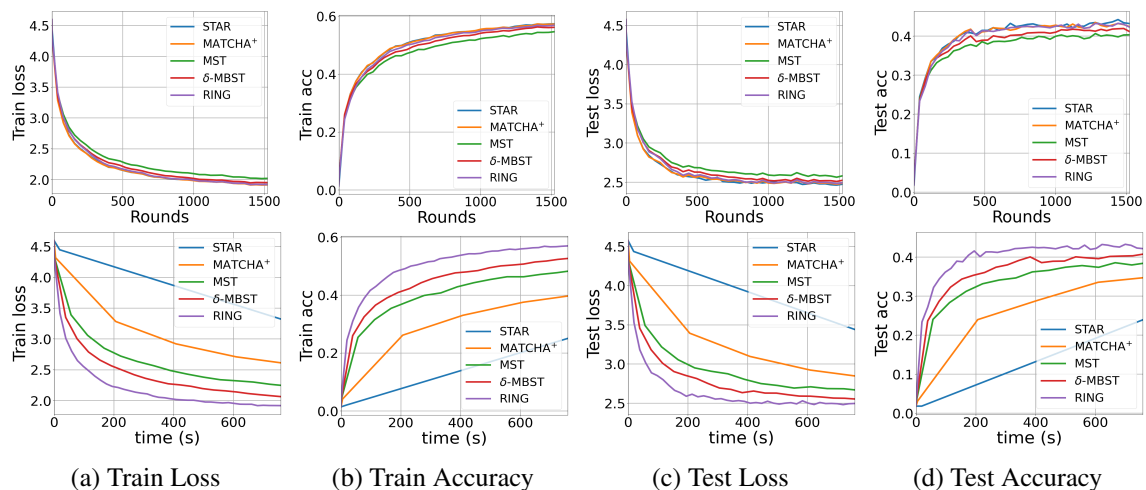 4.5
4.0
3.5
3.0
2.5
2.0
Train loss
STAR
MATCHA+
MST
δ-MBST
RING
0
500
1000
1500
Rounds
0.6
0.4
0.2
0.0
Train acc
STAR
MATCHA+
MST
δ-MBST
RING
0
500
1000
1500
Rounds
4.5
4.0
3.5
3.0
2.5
Test loss
STAR
MATCHA+
MST
δ-MBST
RING
0
500
1000
1500
Rounds
0.4
0.3
0.2
0.1
0.0
Test acc
STAR
MATCHA+
MST
δ-MBST
RING
0
500
1000
1500
Rounds
4.5
4.0
3.5
3.0
2.5
2.0
Train loss
STAR
MATCHA+
MST
δ-MBST
RING
0
200
400
600
time (s)
0.6
0.4
0.2
0.0
Train acc
STAR
MATCHA+
MST
δ-MBST
RING
0
200
400
600
time (s)
4.5
4.0
3.5
3.0
2.5
Test loss
STAR
MATCHA+
MST
δ-MBST
RING
0
200
400
600
time (s)
0.4
0.3
0.2
0.1
0.0
Test acc
STAR
MATCHA+
MST
δ-MBST
RING
0
200
400
600
time (s)
(a) Train Loss
(b) Train Accuracy
(c) Test Loss
(d) Test Accuracy